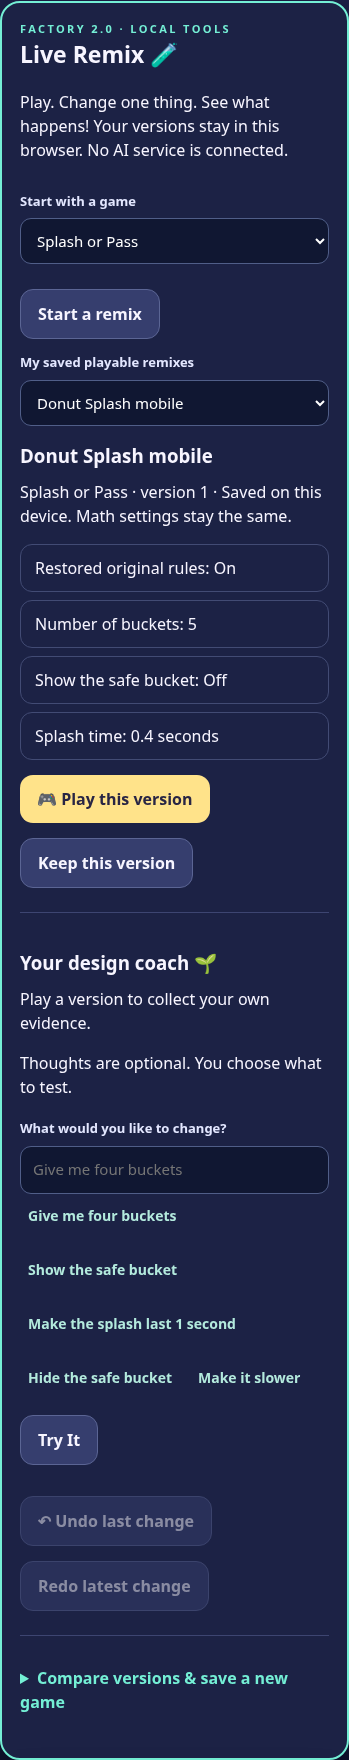 FACTORY 2.0 · LOCAL TOOLS
Live Remix 🧪
Play. Change one thing. See what
happens! Your versions stay in this
browser. No AI service is connected.
Start with a game
Splash or Pass
Start a remix
My saved playable remixes
Donut Splash mobile
Donut Splash mobile
Splash or Pass · version 1 · Saved on this
device. Math settings stay the same.
Restored original rules: On
Number of buckets: 5
Show the safe bucket: Off
Splash time: 0.4 seconds
🎮 Play this version
Keep this version
Your design coach 🌱
Play a version to collect your own
evidence.
Thoughts are optional. You choose what
to test.
What would you like to change?
Give me four buckets
Give me four buckets
Show the safe bucket
Make the splash last 1 second
Hide the safe bucket Make it slower
Try It
↶ Undo last change
Redo latest change
▶ Compare versions & save a new
game